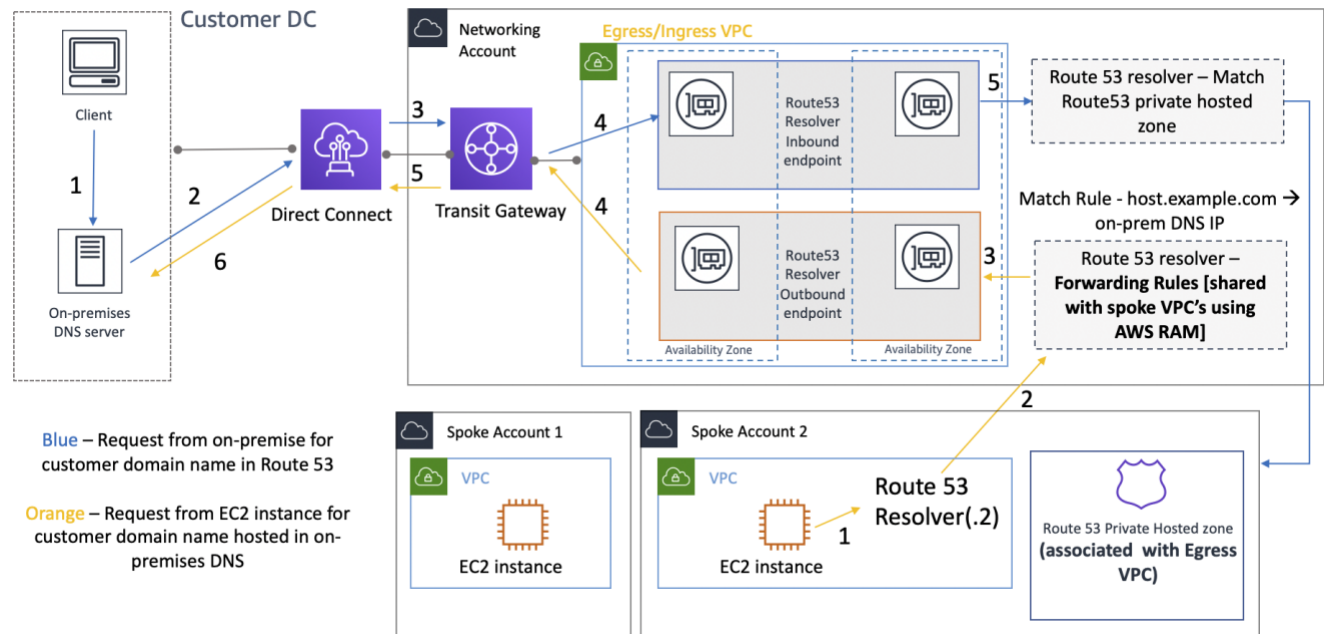 Customer DC
Client
1
2
6
On-premises
DNS server
3
5
Direct Connect
Transit Gateway
Networking
Account
Egress/Ingress VPC
4
4
Route53
Resolver
Inbound
endpoint
Route53
Resolver
Outbound
endpoint
Availability Zone
Availability Zone
5
Route 53 resolver – Match
Route53 private hosted
zone
Match Rule - host.example.com →
on-prem DNS IP
3
Route 53 resolver –
Forwarding Rules [shared
with spoke VPC's using
AWS RAM]
2
Blue – Request from on-premise for
customer domain name in Route 53
Orange – Request from EC2 instance for
customer domain name hosted in on-
premises DNS
Spoke Account 1
VPC
EC2 instance
Spoke Account 2
VPC
EC2 instance
1
Route 53
Resolver(.2)
Route 53 Private Hosted zone
(associated with Egress
VPC)